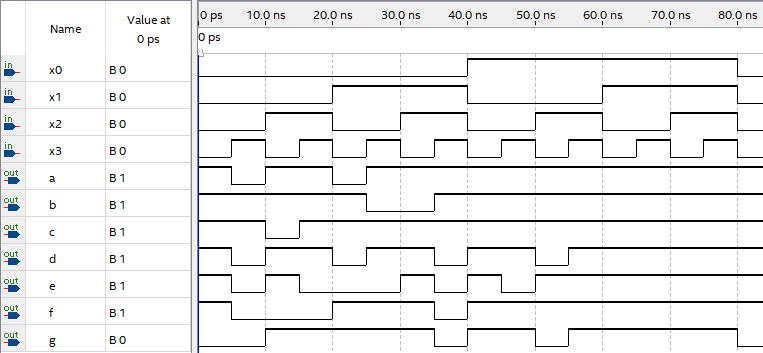 Name
Value at
0 ps
0 ps 10.0 ns 20.0 ns 30.0 ns 40.0 ns 50.0 ns 60.0 ns 70.0 ns 80.0 ns
0 ps
in x0 B 0
in x1 B 0
in x2 B 0
in x3 B 0
out a B 1
out b B 1
out c B 1
out d B 1
out e B 1
out f B 1
out g B 0